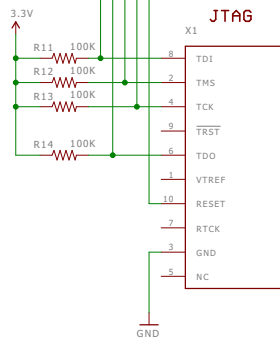 JTAG
3.3V
X1
R11 100K 8 TDI
R12 100K 2 TMS
R13 100K 4 TCK
9 TRST
R14 100K 6 TDO
1 VTREF
10 RESET
7 RTCK
3 GND
5 NC
GND